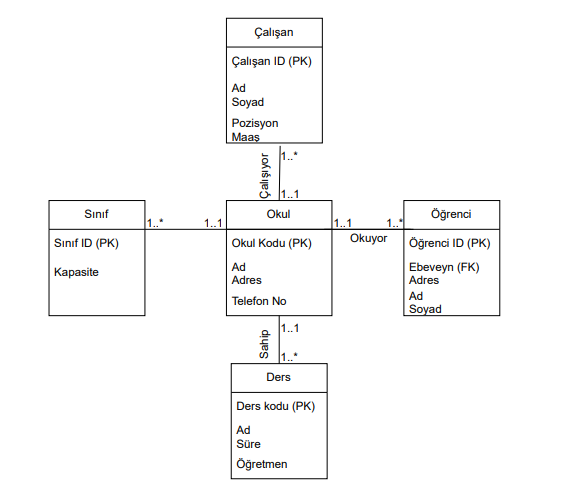 Çalışan
Çalışan ID (PK)
Ad
Soyad
Pozisyon
Maaş
1..*
Çalışıyor
1..1
Sınıf
Sınıf ID (PK)
Kapasite
1..*
1..1
Okul
Okul Kodu (PK)
Ad
Adres
Telefon No
1..1
1..*
Okuyor
Öğrenci
Öğrenci ID (PK)
Ebeveyn (FK)
Adres
Ad
Soyad
1..1
Sahip
1..*
Ders
Ders kodu (PK)
Ad
Süre
Öğretmen